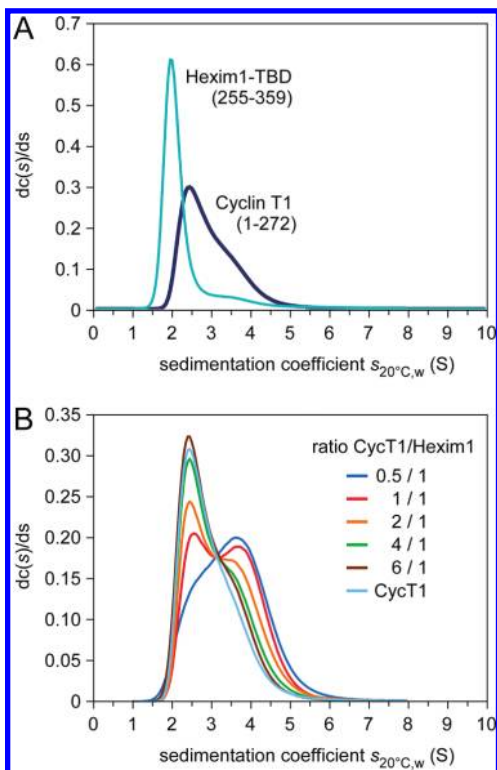 A
0.7
0.6
0.5
0.4
0.3
0.2
0.1
0
dc(s)/ds
Hexim1-TBD
(255-359)
Cyclin T1
(1-272)
0 1 2 3 4 5 6 7 8 9 10
sedimentation coefficient s20°C,w (S)
B
0.35
0.30
0.25
0.20
0.15
0.10
0.05
0
dc(s)/ds
ratio CycT1/Hexim1
0.5 / 1
1 / 1
2 / 1
4 / 1
6 / 1
CycT1
0 1 2 3 4 5 6 7 8 9 10
sedimentation coefficient s20°C,w (S)